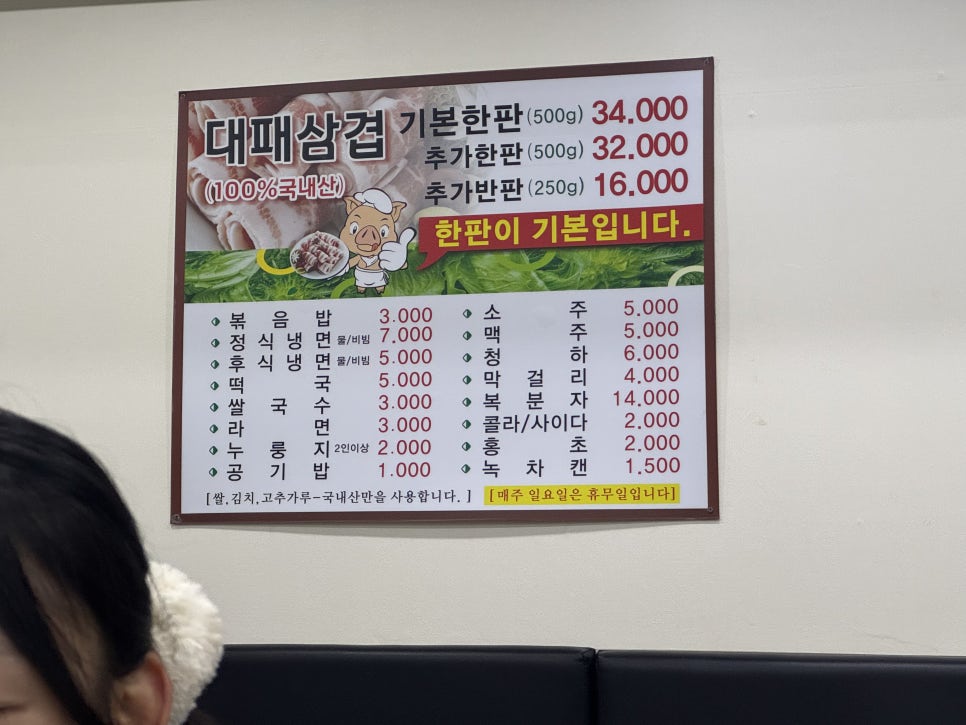 대패삼겹
(100%국내산)
기본한판(500g) 34.000
추가한판(500g) 32.000
추가반판(250g) 16.000
한판이 기본입니다.
볶음밥 3.000
정식냉면 물/비빔 7.000
후식냉면 물/비빔 5.000
떡국 5.000
쌀국수 3.000
라면 3.000
누룽지 2인이상 2.000
공기밥 1.000
소주 5.000
맥주 5.000
청하 6.000
막걸리 4.000
복분자 14.000
콜라/사이다 2.000
홍초 2.000
녹차캔 1.500
[쌀,김치,고추가루-국내산만을 사용합니다.]
[매주 일요일은 휴무일입니다]